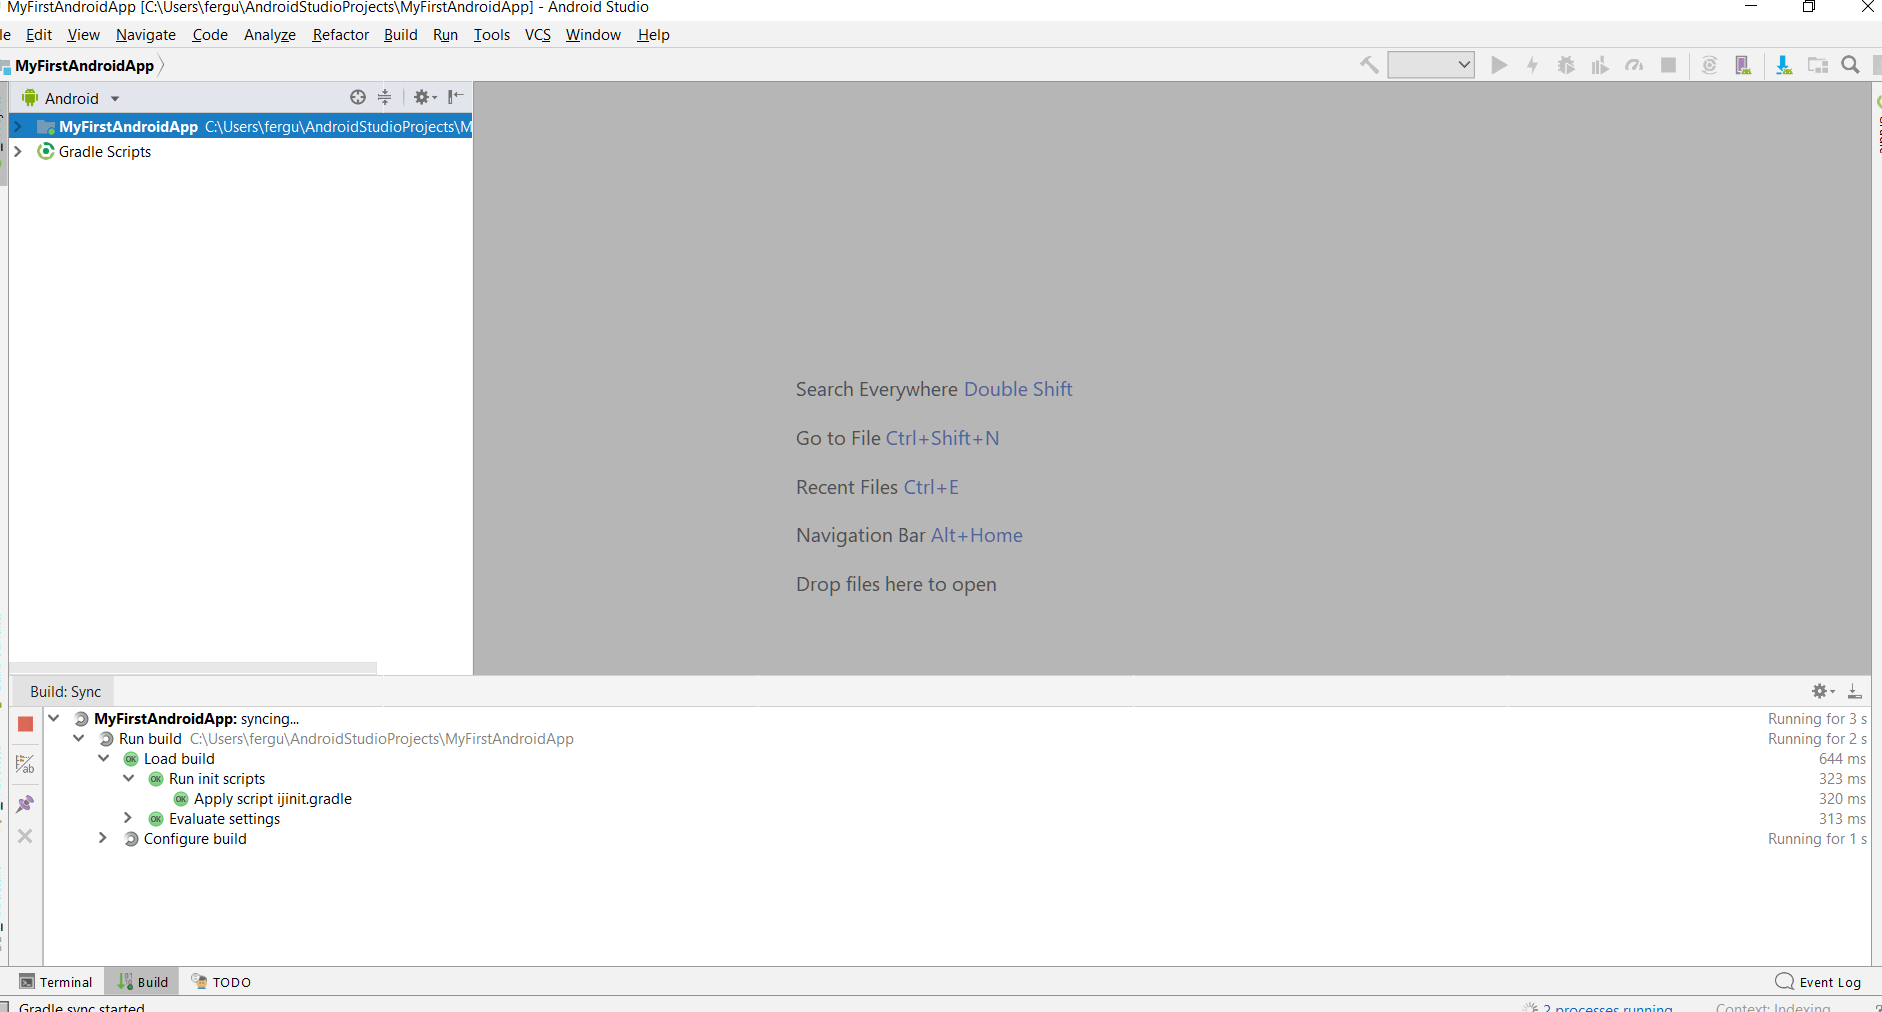 MyFirstAndroidApp [C:\Users\fergu\AndroidStudioProjects\MyFirstAndroidApp] - Android Studio
le Edit View Navigate Code Analyze Refactor Build Run Tools VCS Window Help
MyFirstAndroidApp
Android
MyFirstAndroidApp C:\Users\fergu\AndroidStudioProjects\M
Gradle Scripts
Search Everywhere Double Shift
Go to File Ctrl+Shift+N
Recent Files Ctrl+E
Navigation Bar Alt+Home
Drop files here to open
Build: Sync
MyFirstAndroidApp: syncing... Running for 3 s
Run build C:\Users\fergu\AndroidStudioProjects\MyFirstAndroidApp Running for 2 s
OK Load build 644 ms
OK Run init scripts 323 ms
OK Apply script ijinit.gradle 320 ms
OK Evaluate settings 313 ms
Configure build Running for 1 s
Terminal Build TODO Event Log
Gradle sync started 2 processes running Context: Indexing